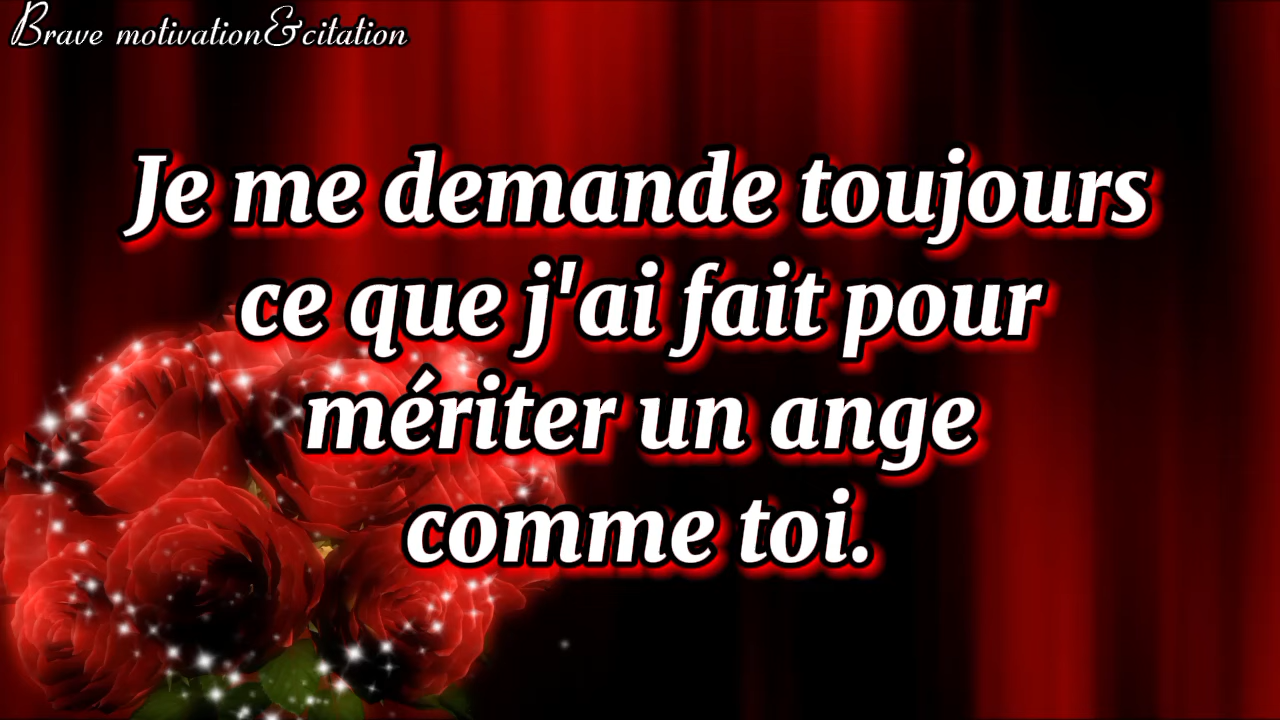 Brave motivation&citation
Je me demande toujours
ce que j'ai fait pour
mériter un ange
comme toi.